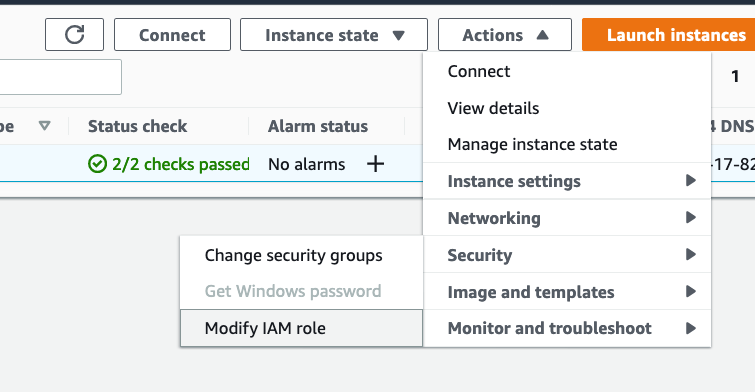 Connect
Instance state
Actions
Launch instances
Connect
1
View details
pe
Status check
Alarm status
4 DNS
Manage instance state
2/2 checks passed
No alarms
-17-82
Instance settings
Networking
Change security groups
Security
Get Windows password
Image and templates
Modify IAM role
Monitor and troubleshoot